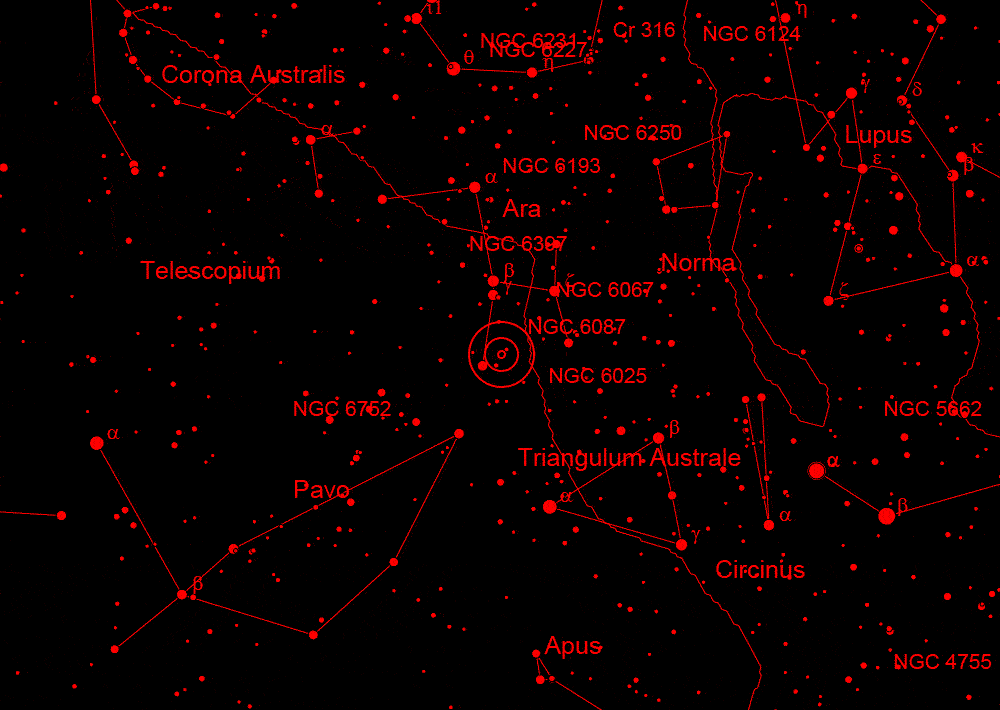 η
η
NGC 6231
Cr 316
NGC 6124
NGC 6227
θ
η
Corona Australis
γ
δ
α
NGC 6250
Lupus
κ
NGC 6193
ε
β
α
Ara
NGC 6397
Norma
α
Telescopium
β
ζ
NGC 6067
ζ
γ
NGC 6087
NGC 6025
NGC 6752
NGC 5662
α
β
Triangulum Australe
α
Pavo
α
β
α
γ
Circinus
β
Apus
NGC 4755